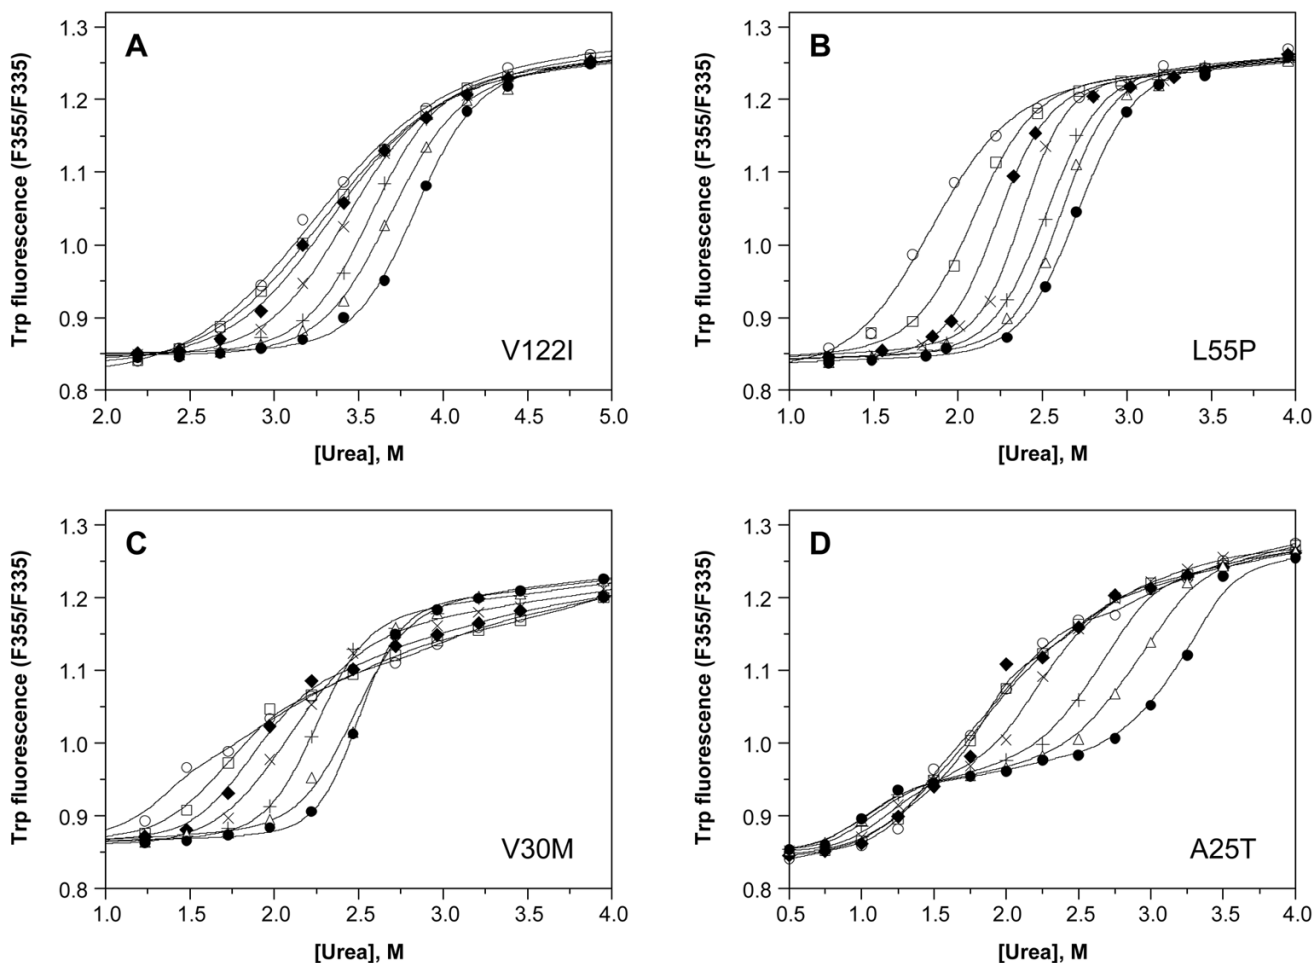 A
V122I
Trp fluorescence (F355/F335)
1.3
1.2
1.1
1.0
0.9
0.8
2.0 2.5 3.0 3.5 4.0 4.5 5.0
[Urea], M
B
L55P
Trp fluorescence (F355/F335)
1.3
1.2
1.1
1.0
0.9
0.8
1.0 1.5 2.0 2.5 3.0 3.5 4.0
[Urea], M
C
V30M
Trp fluorescence (F355/F335)
1.3
1.2
1.1
1.0
0.9
0.8
1.0 1.5 2.0 2.5 3.0 3.5 4.0
[Urea], M
D
A25T
Trp fluorescence (F355/F335)
1.3
1.2
1.1
1.0
0.9
0.8
0.5 1.0 1.5 2.0 2.5 3.0 3.5 4.0
[Urea], M